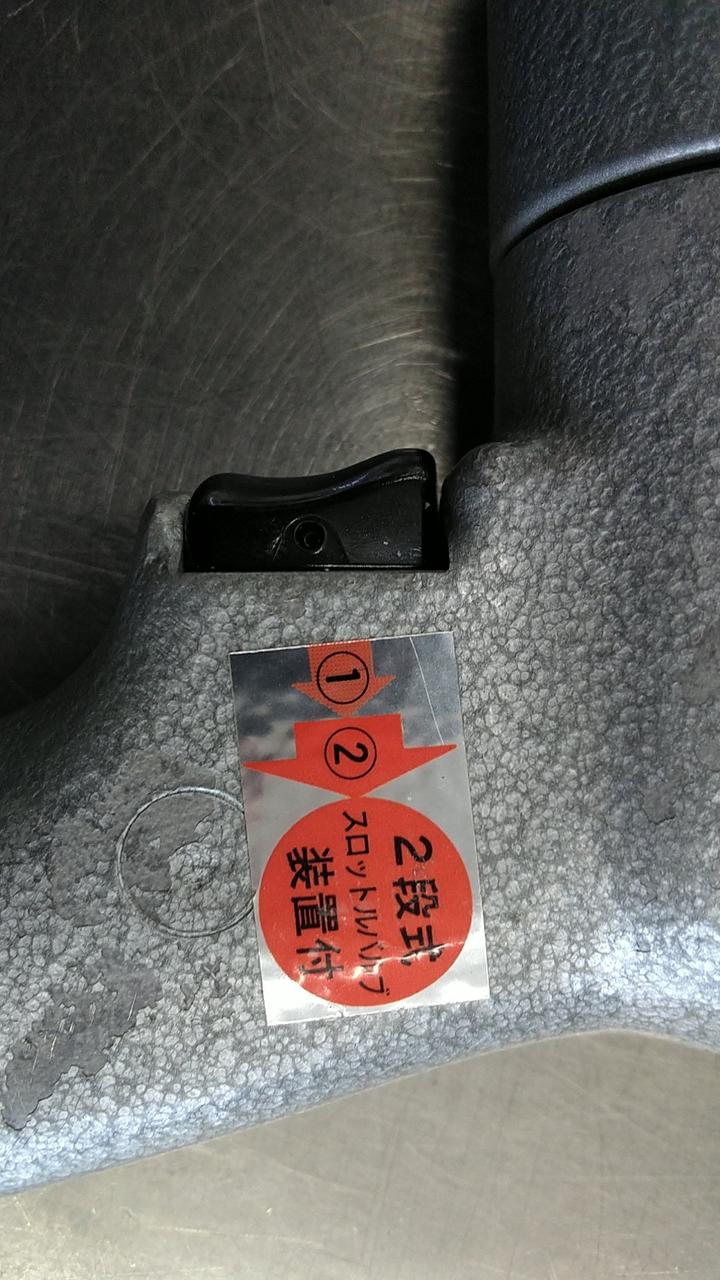 ①
②
2段式
スロットルバルブ
装置付